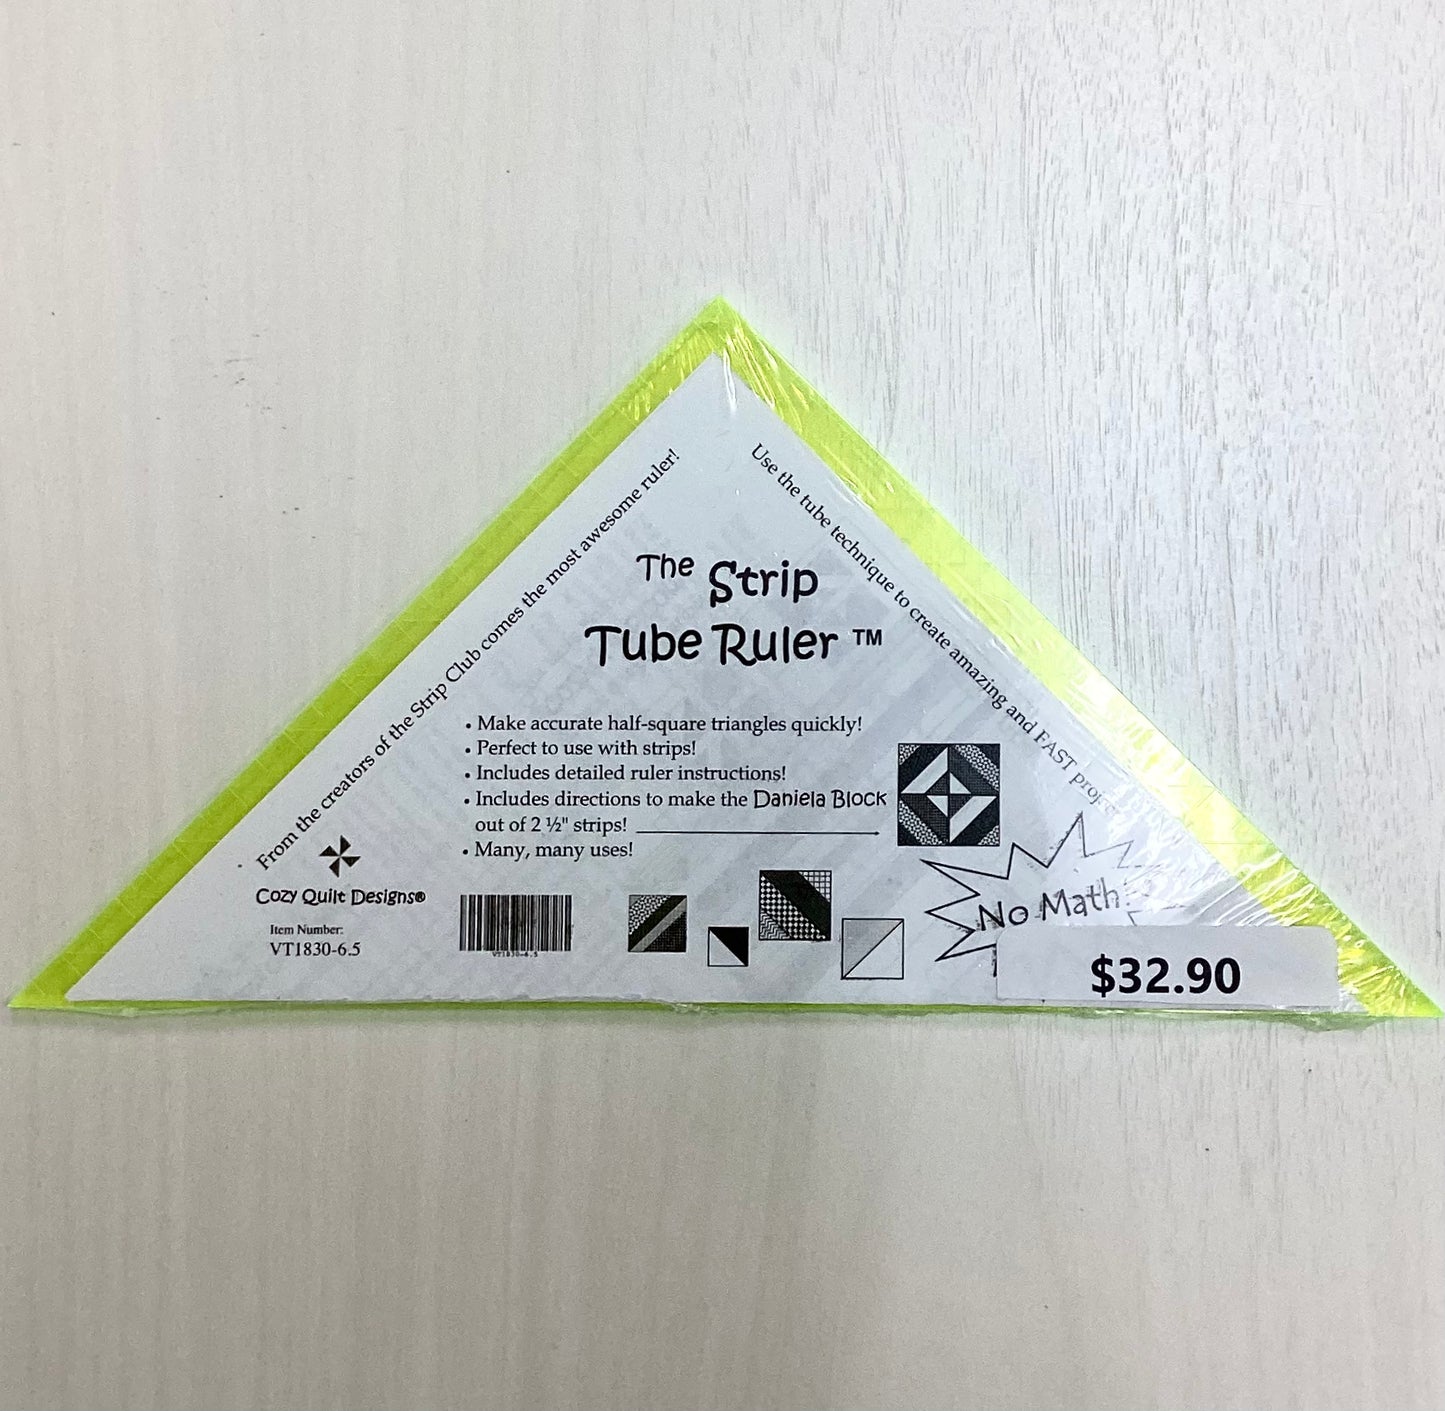 From the creators of the Strip Club comes the most awesome ruler!
Use the tube technique to create amazing and FAST
The Strip
Tube Ruler ™
• Make accurate half-square triangles quickly!
• Perfect to use with strips!
• Includes detailed ruler instructions!
• Includes directions to make the Daniela Block
out of 2 ½" strips!
• Many, many uses!
Cozy Quilt Designs®
Item Number:
VT1830-6.5
VT1830-6.5
No Math!
$32.90